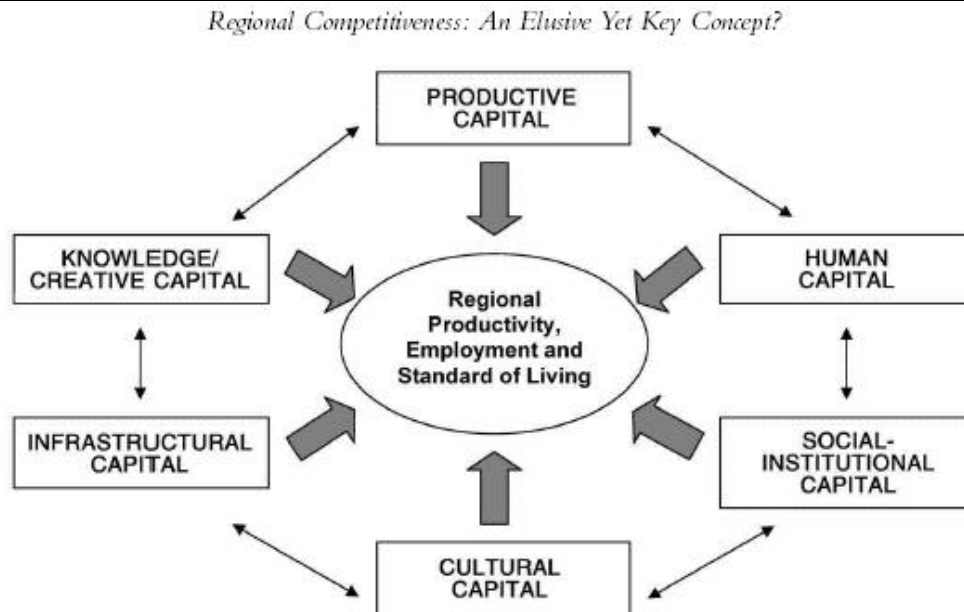 Regional Competitiveness: An Elusive Yet Key Concept?
PRODUCTIVE
CAPITAL
KNOWLEDGE/
CREATIVE CAPITAL
HUMAN
CAPITAL
Regional
Productivity,
Employment and
Standard of Living
INFRASTRUCTURAL
CAPITAL
SOCIAL-
INSTITUTIONAL
CAPITAL
CULTURAL
CAPITAL